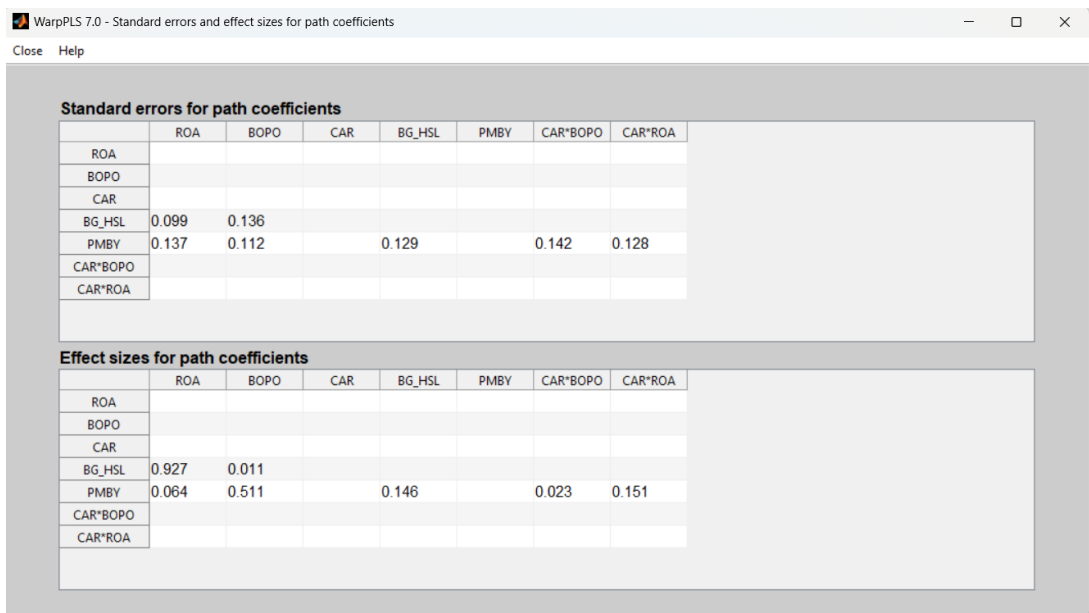 WarpPLS 7.0 - Standard errors and effect sizes for path coefficients
Close Help
Standard errors for path coefficients
ROA BOPO CAR BG_HSL PMBY CAR*BOPO CAR*ROA
ROA
BOPO
CAR
BG_HSL 0.099 0.136
PMBY 0.137 0.112 0.129 0.142 0.128
CAR*BOPO
CAR*ROA
Effect sizes for path coefficients
ROA BOPO CAR BG_HSL PMBY CAR*BOPO CAR*ROA
ROA
BOPO
CAR
BG_HSL 0.927 0.011
PMBY 0.064 0.511 0.146 0.023 0.151
CAR*BOPO
CAR*ROA